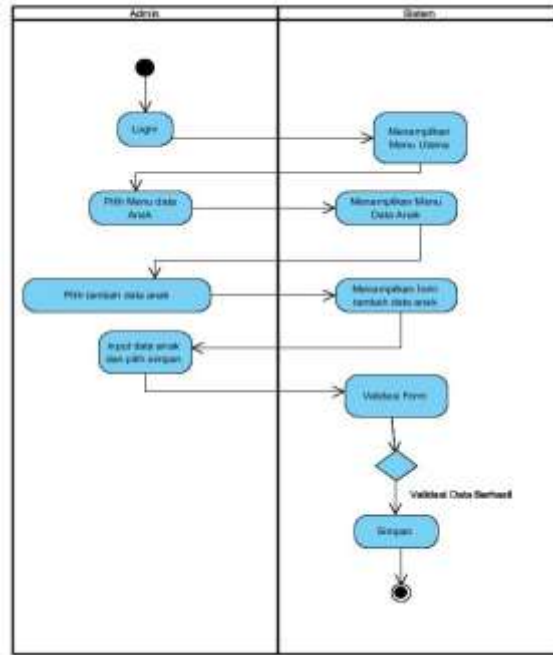 Admin
Sistem
Login
Menampilkan
Menu Utama
Pilih Menu data
Anak
Menampilkan Menu
Data Anak
Pilih tambah data anak
Menampilkan form
tambah data anak
Input data anak
dan pilih simpan
Validasi Form
Validasi Data Berhasil
Simpan